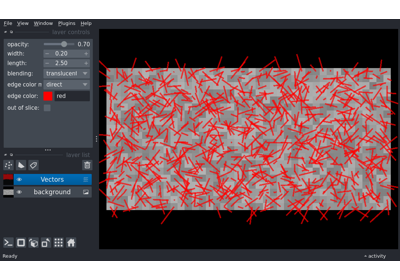 File View Window Plugins Help
layer controls
opacity: 0.70
width: 0.20
length: 2.50
blending: translucent
edge color m direct
edge color: red
out of slice:
layer list
Vectors
background
Ready
activity